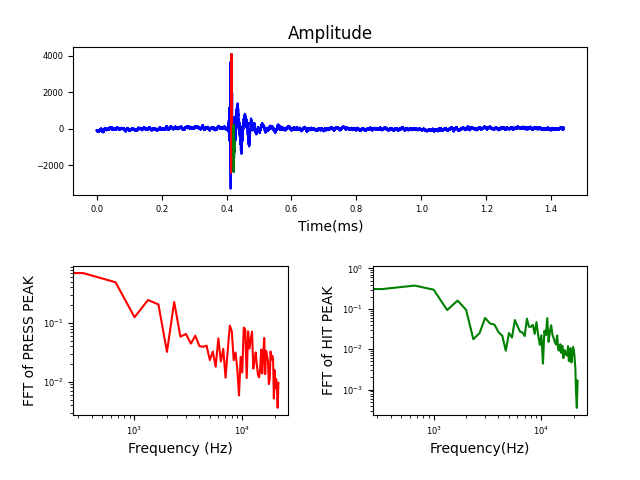 Amplitude
4000
2000
0
−2000
0.0 0.2 0.4 0.6 0.8 1.0 1.2 1.4
Time(ms)
FFT of PRESS PEAK
10⁻¹
10⁻²
10³ 10⁴
Frequency (Hz)
FFT of HIT PEAK
10⁰
10⁻¹
10⁻²
10⁻³
10³ 10⁴
Frequency(Hz)